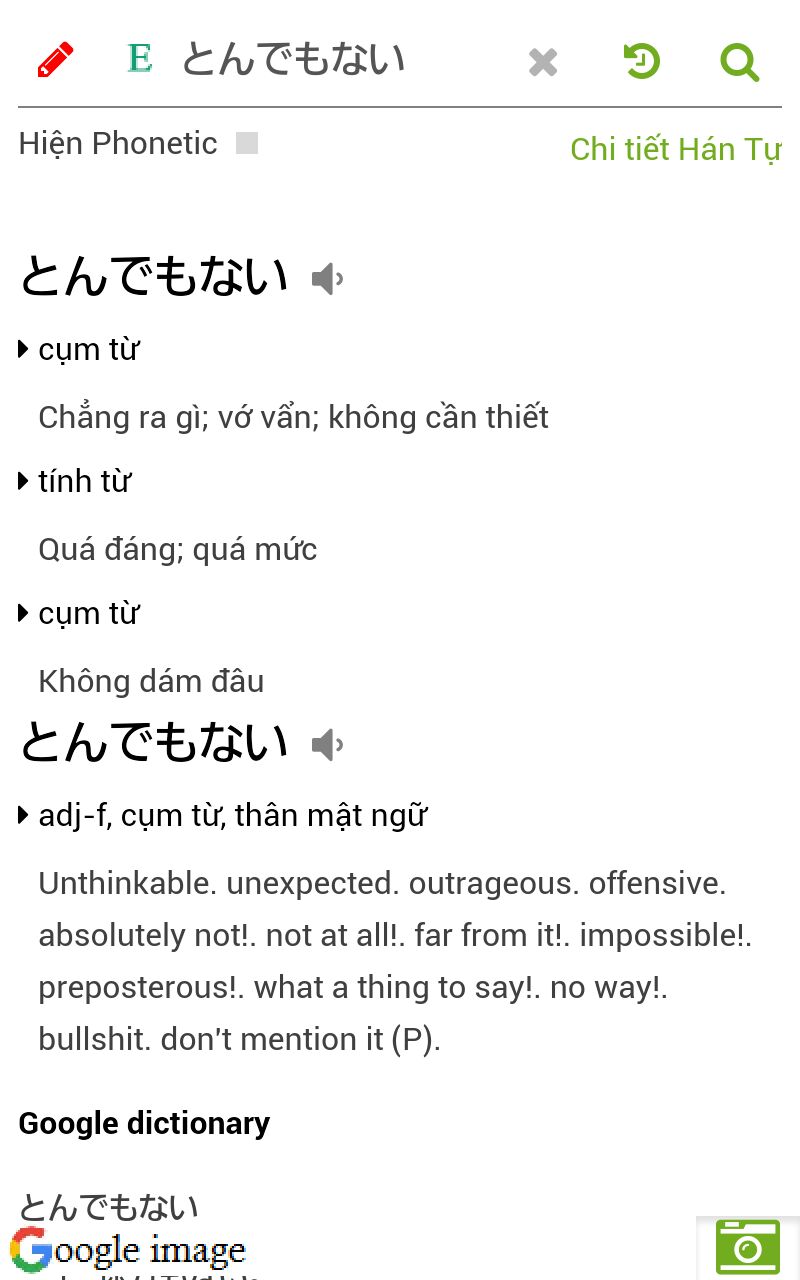 E とんでもない
Hiện Phonetic
Chi tiết Hán Tự
とんでもない
cụm từ
Chẳng ra gì; vớ vẩn; không cần thiết
tính từ
Quá đáng; quá mức
cụm từ
Không dám đâu
とんでもない
adj-f, cụm từ, thân mật ngữ
Unthinkable. unexpected. outrageous. offensive.
absolutely not!. not at all!. far from it!. impossible!.
preposterous!. what a thing to say!. no way!.
bullshit. don't mention it (P).
Google dictionary
とんでもない
Google image